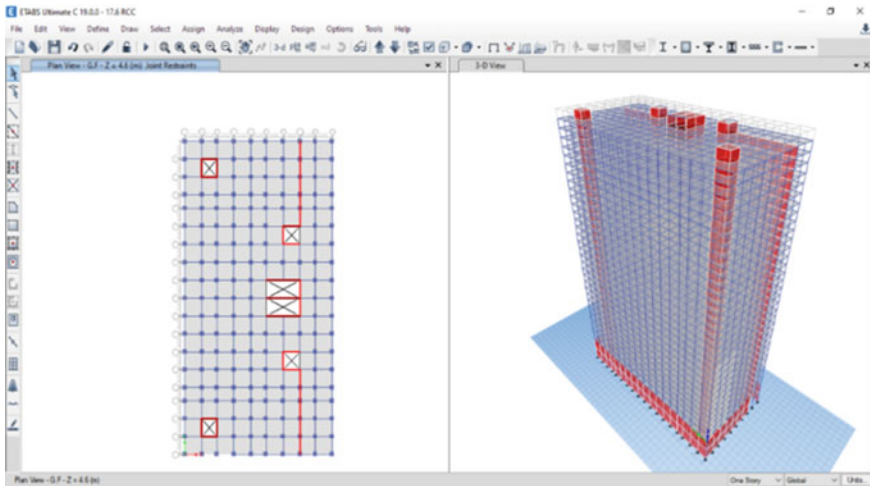 ETABS Ultimate C 19.0.0 - 17.6 RCC
File Edit View Define Draw Select Assign Analyze Display Design Options Tools Help
Plan View - G.F - Z = 4.6 (m) Joint Restraints
3-D View
Plan View - G.F - Z = 4.6 (m)
One Story Global Units...